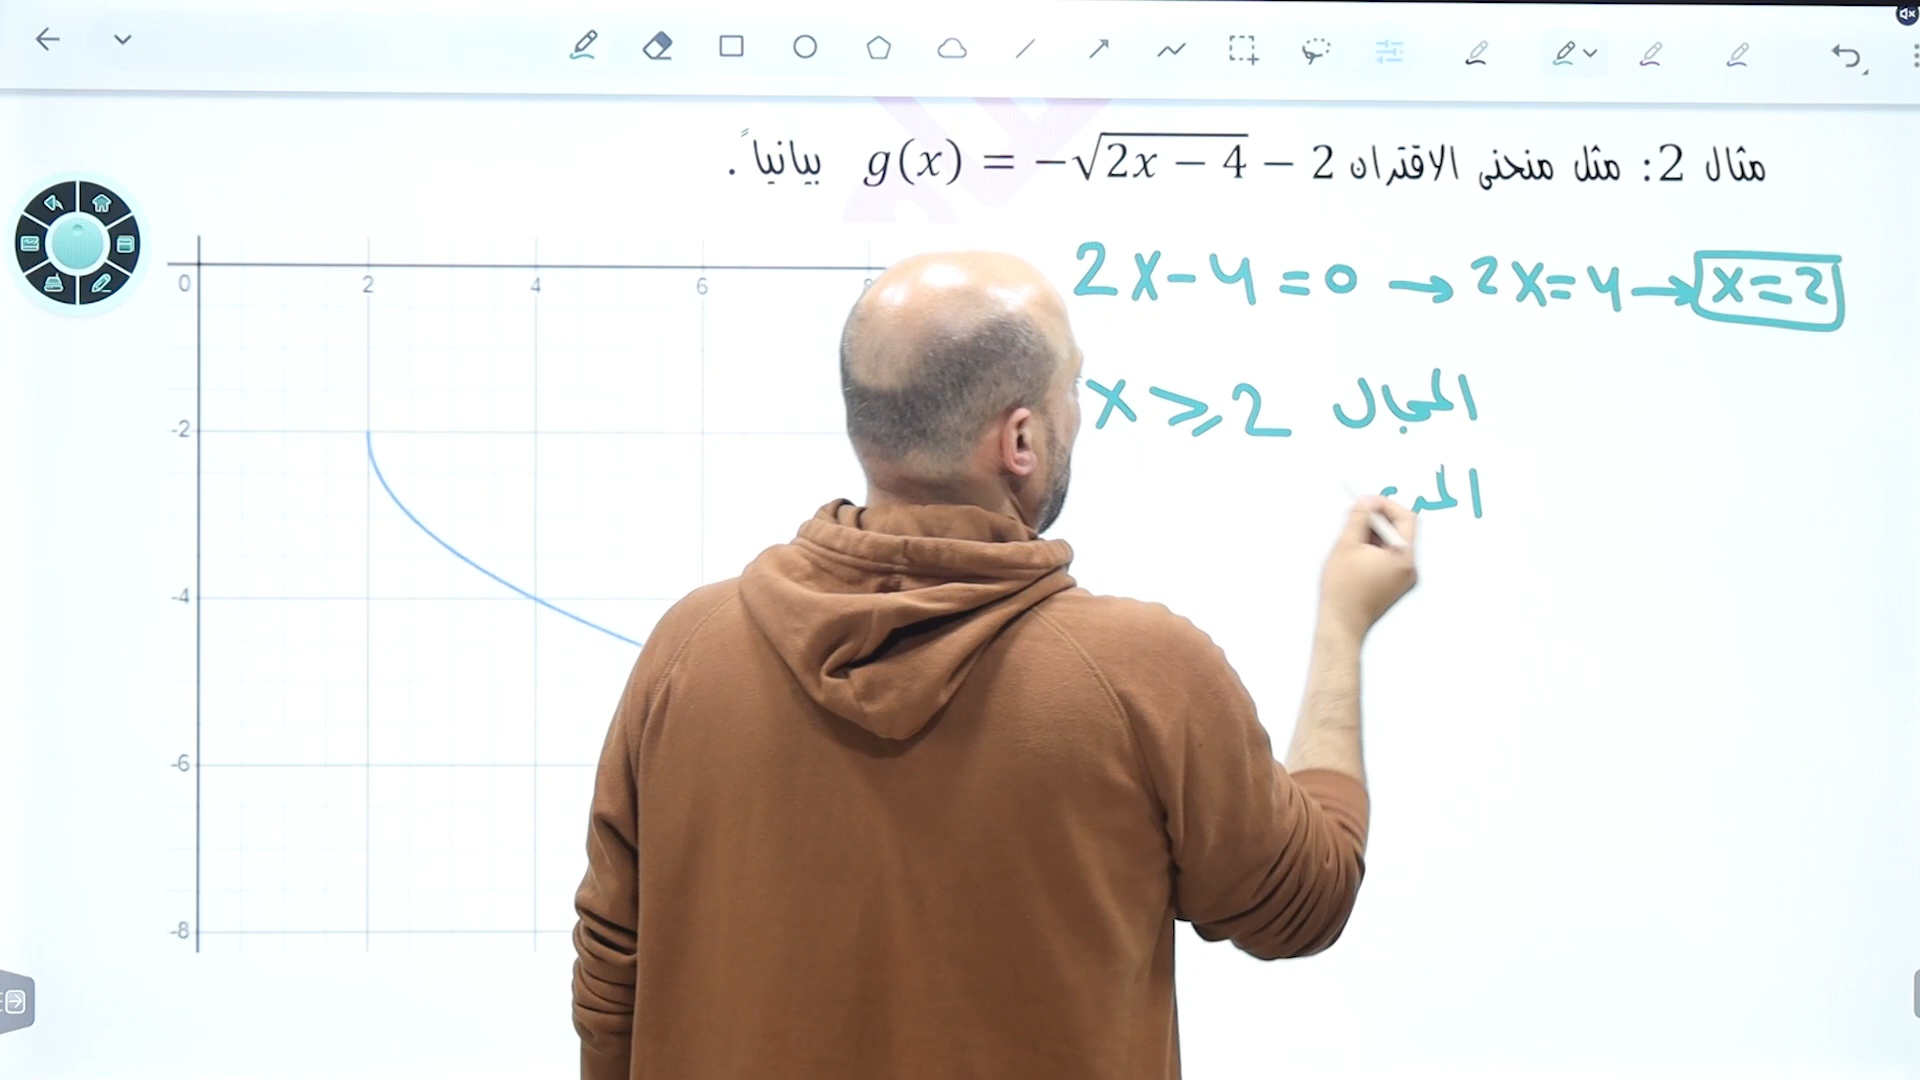 مثال 2: مثل منحنى الاقتران g(x) = −√(2x − 4) − 2 بيانياً.
2x-4=0 → 2x=4 → x=2
x ≥ 2 المجال
0 2 4 6
-2
-4
-6
-8